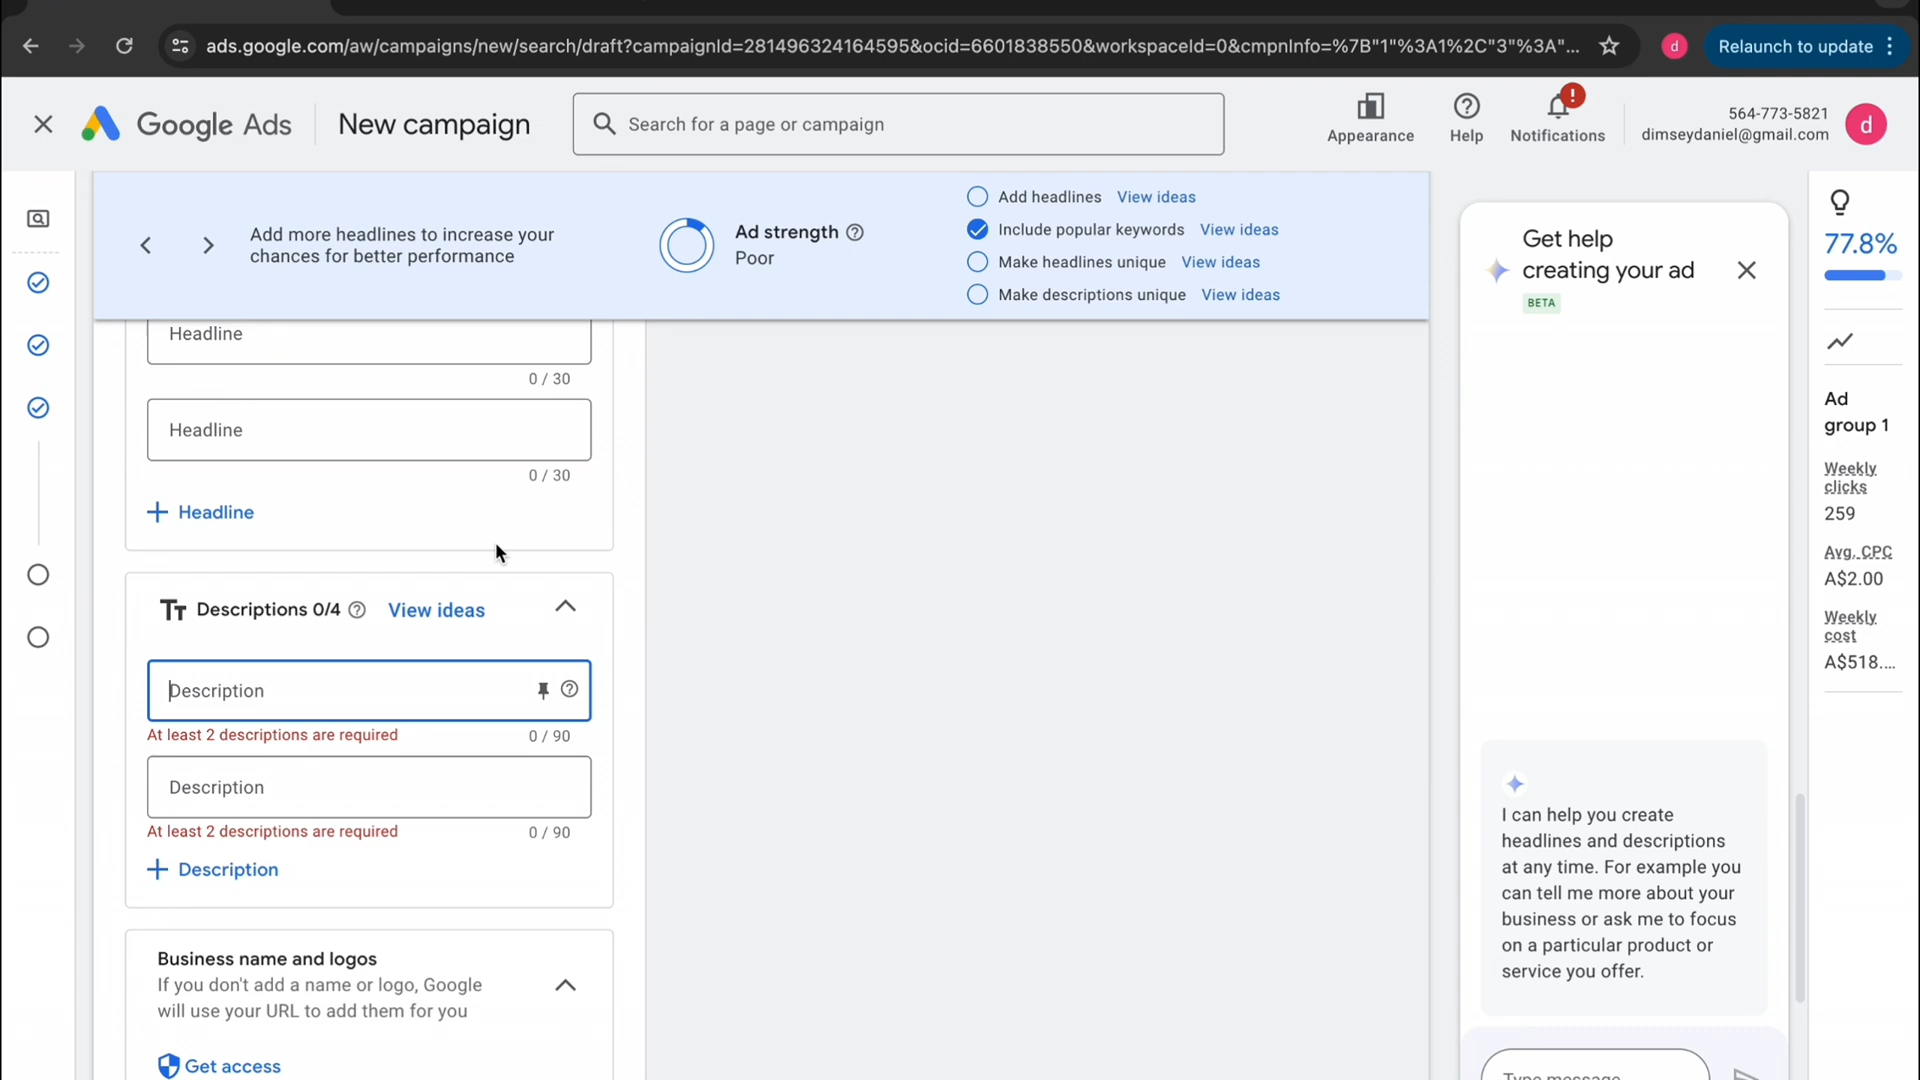 ads.google.com/aw/campaigns/new/search/draft?campaignId=281496324164595&ocid=6601838550&workspaceId=0&cmpnInfo=%7B"1"%3A1%2C"3"%3A"...
d
Relaunch to update
Google Ads
New campaign
Search for a page or campaign
Appearance
Help
!
Notifications
564-773-5821
dimseydaniel@gmail.com
d
Add more headlines to increase your
chances for better performance
Ad strength
Poor
Add headlines View ideas
Include popular keywords View ideas
Make headlines unique View ideas
Make descriptions unique View ideas
Headline
0 / 30
Headline
0 / 30
Headline
Descriptions 0/4 View ideas
Description
At least 2 descriptions are required 0 / 90
Description
At least 2 descriptions are required 0 / 90
Description
Business name and logos
If you don't add a name or logo, Google
will use your URL to add them for you
Get access
Get help
creating your ad
BETA
I can help you create
headlines and descriptions
at any time. For example you
can tell me more about your
business or ask me to focus
on a particular product or
service you offer.
Type message
77.8%
Ad
group 1
Weekly
clicks
259
Avg. CPC
A$2.00
Weekly
cost
A$518....